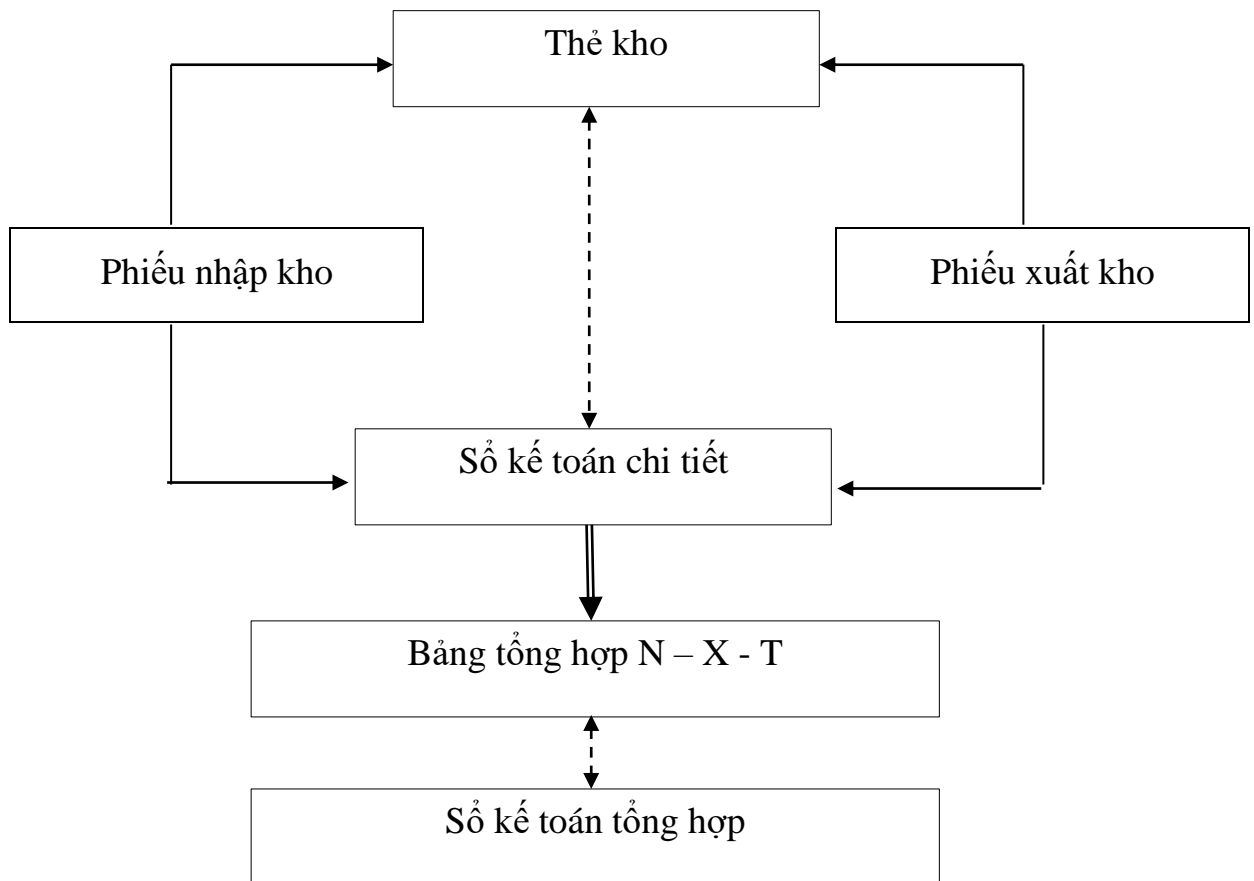 Thẻ kho
Phiếu nhập kho
Phiếu xuất kho
Sổ kế toán chi tiết
Bảng tổng hợp N – X - T
Sổ kế toán tổng hợp